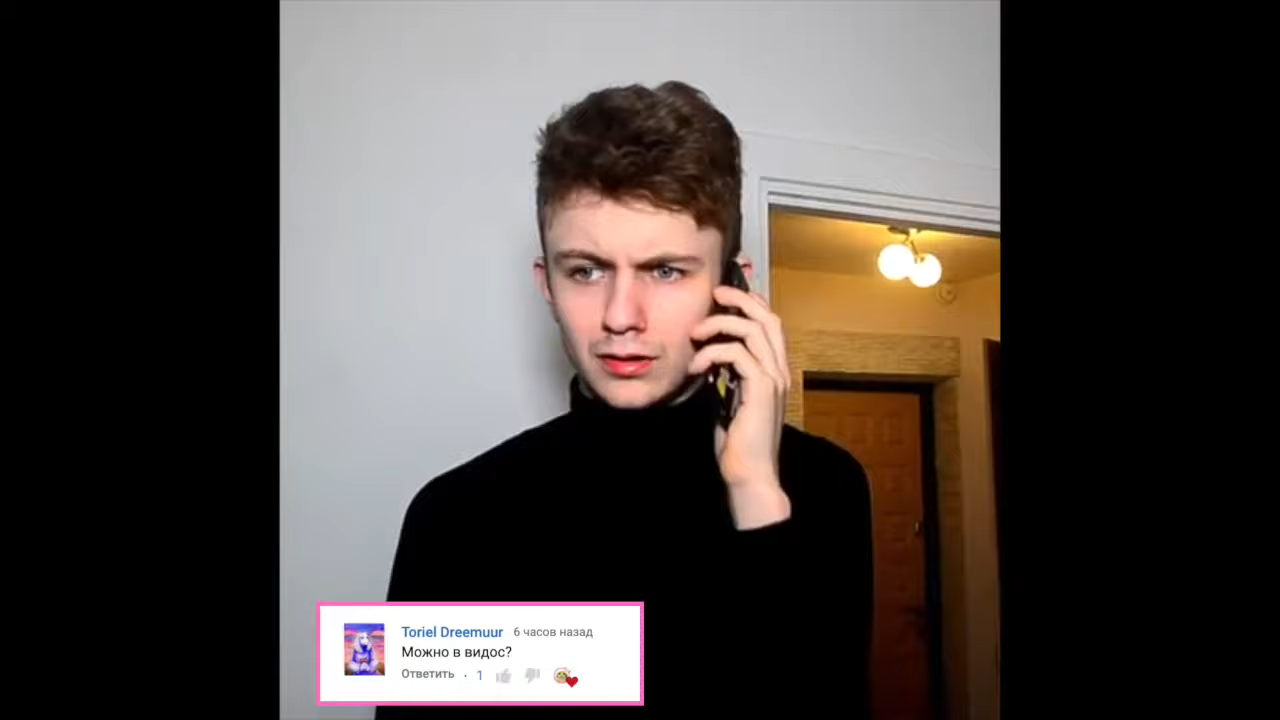 Toriel Dreemuur 6 часов назад
Можно в видос?
Ответить · 1